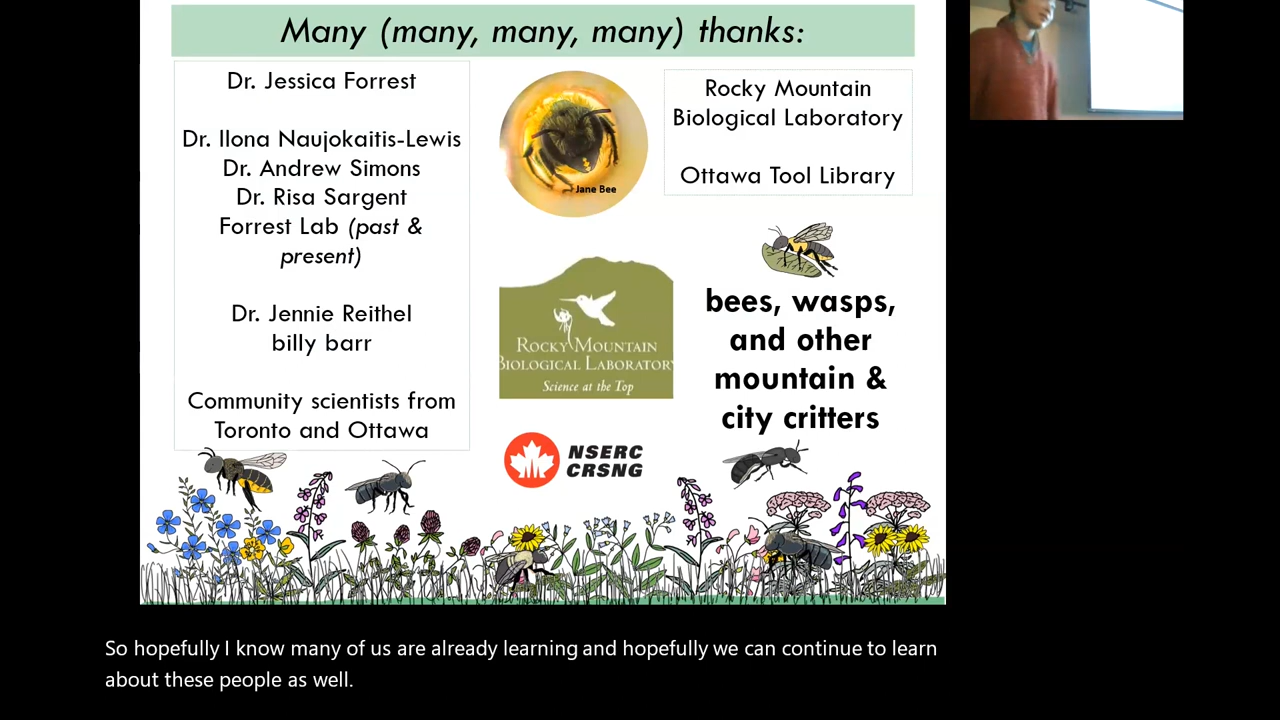 Many (many, many, many) thanks:
Dr. Jessica Forrest
Dr. Ilona Naujokaitis-Lewis
Dr. Andrew Simons
Dr. Risa Sargent
Forrest Lab (past &
present)
Dr. Jennie Reithel
billy barr
Community scientists from
Toronto and Ottawa
Jane Bee
ROCKY MOUNTAIN
BIOLOGICAL LABORATORY
Science at the Top
NSERC
CRSNG
Rocky Mountain
Biological Laboratory
Ottawa Tool Library
bees, wasps,
and other
mountain &
city critters
So hopefully I know many of us are already learning and hopefully we can continue to learn
about these people as well.